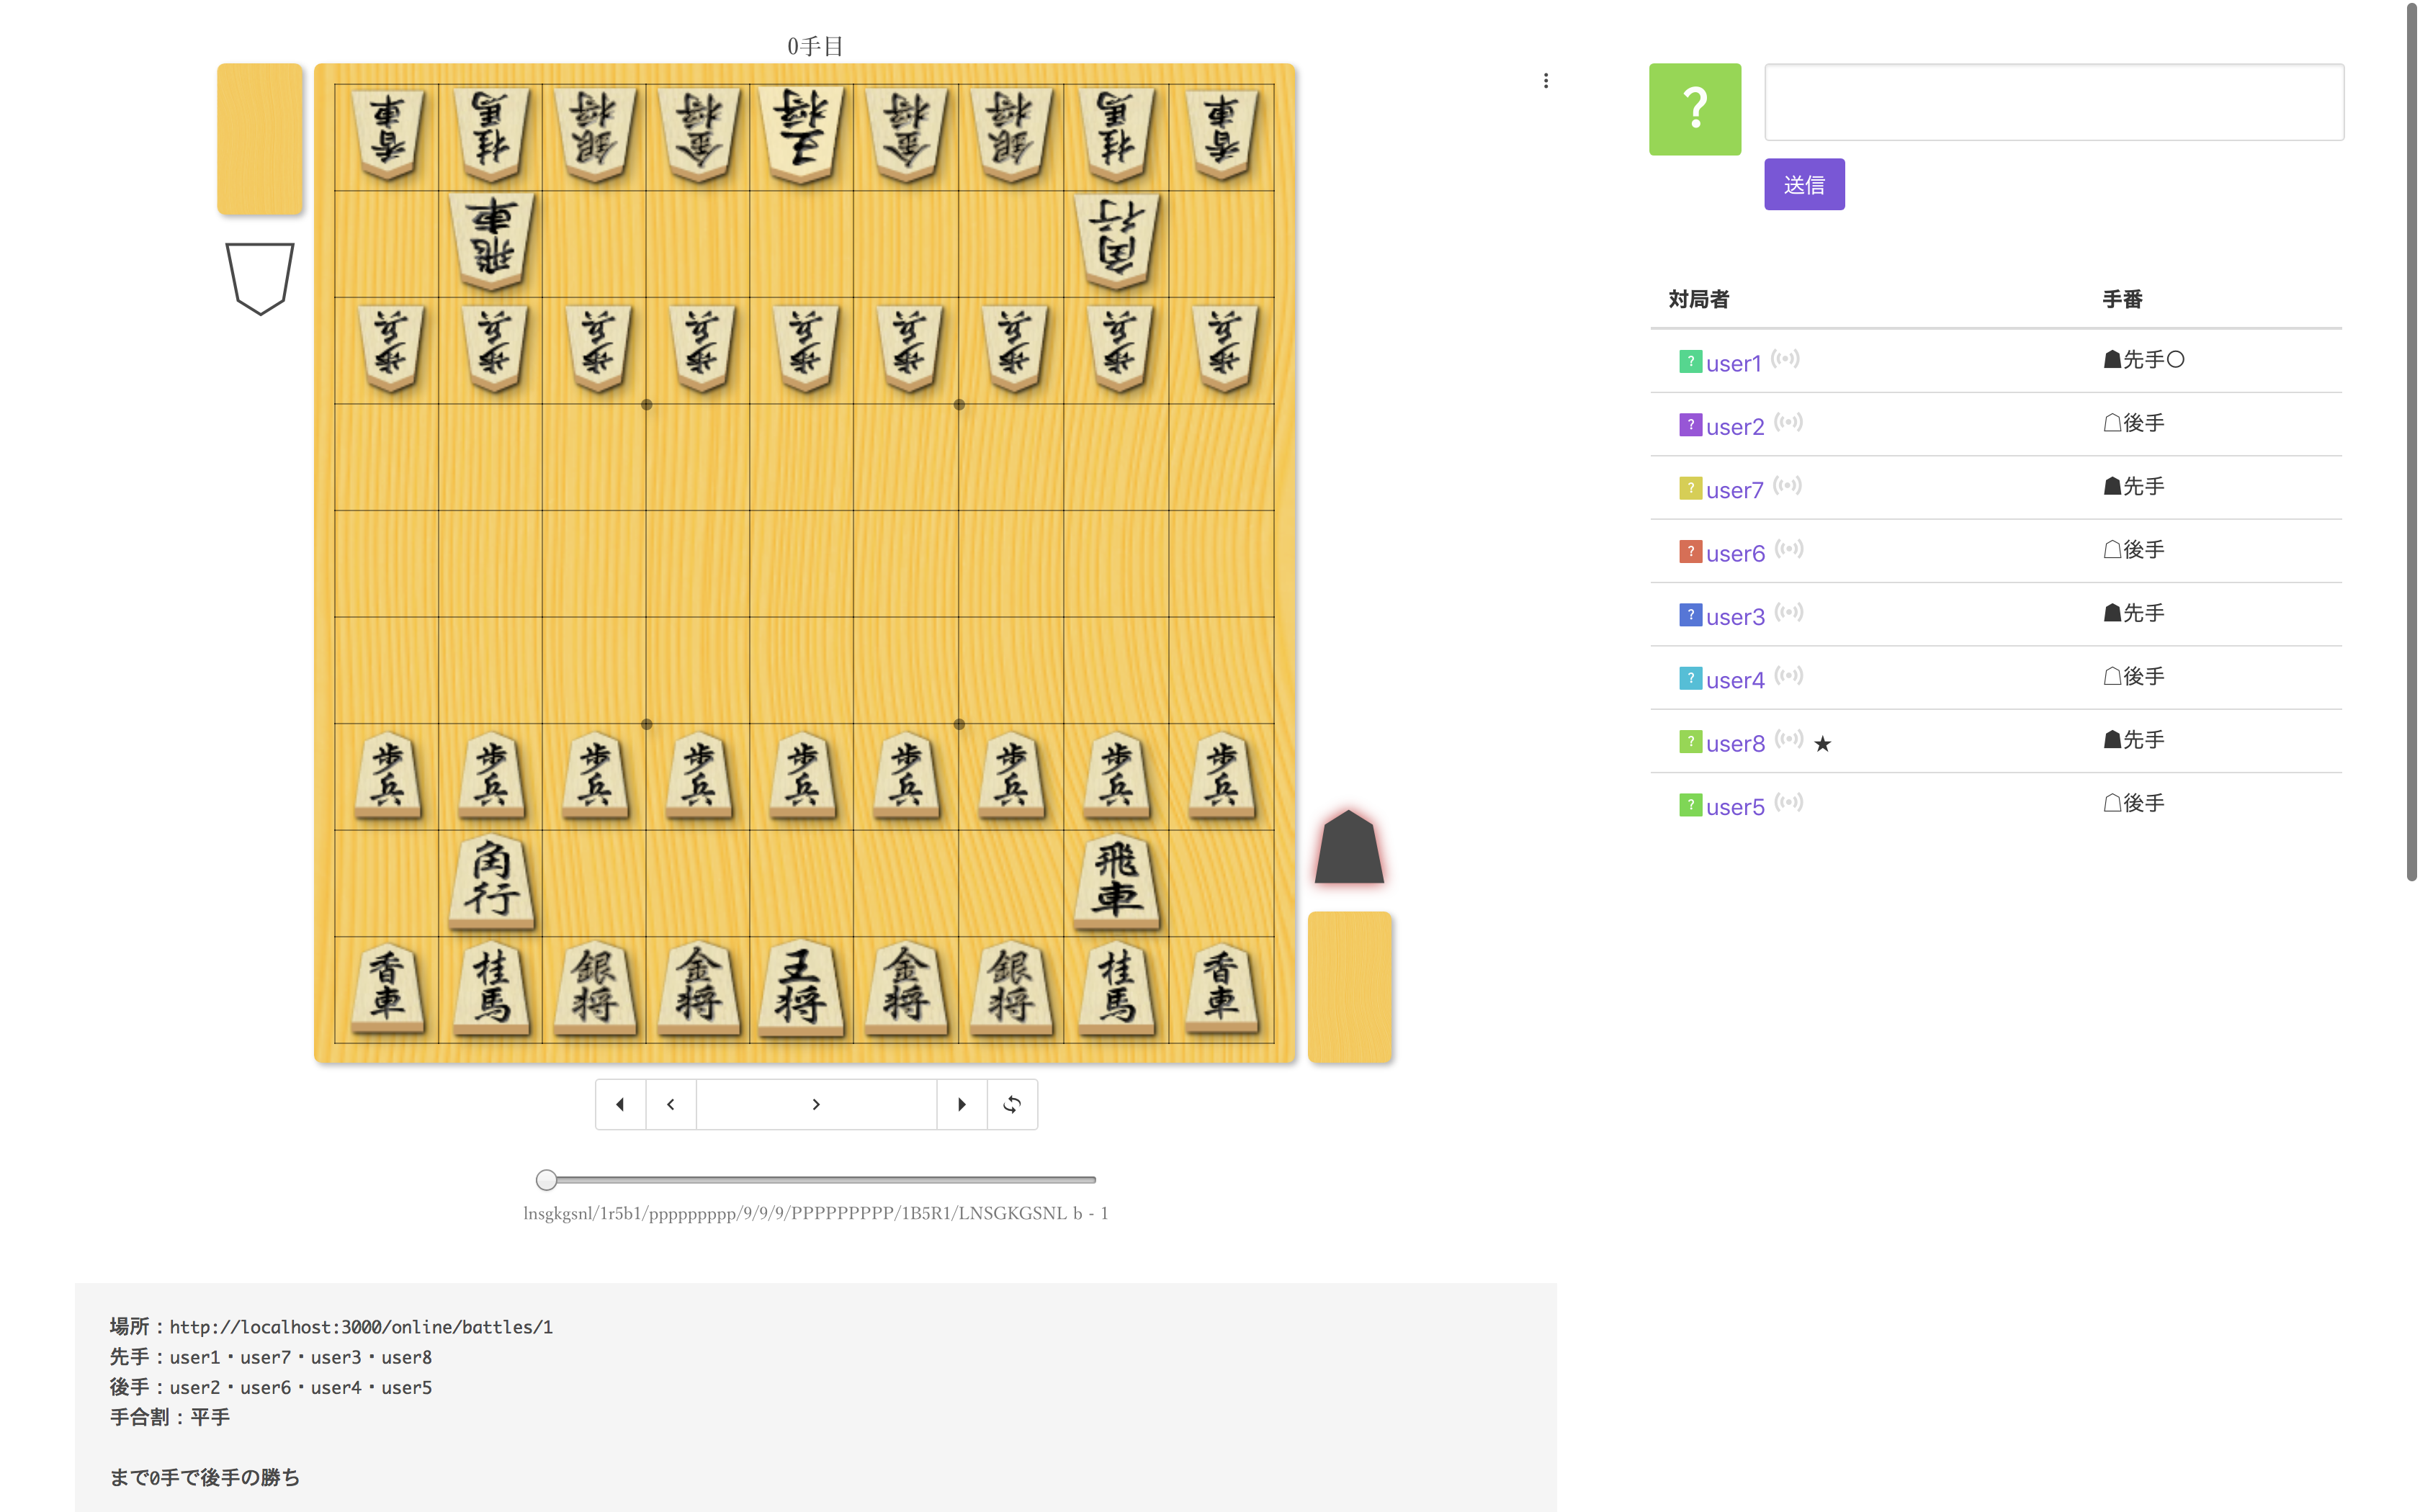 0手目
香車 桂馬 銀将 金将 王将 金将 銀将 桂馬 香車
飛車 角行
歩兵 歩兵 歩兵 歩兵 歩兵 歩兵 歩兵 歩兵 歩兵
歩兵 歩兵 歩兵 歩兵 歩兵 歩兵 歩兵 歩兵 歩兵
角行 飛車
香車 桂馬 銀将 金将 王将 金将 銀将 桂馬 香車
lnsgkgsnl/1r5b1/ppppppppp/9/9/9/PPPPPPPPP/1B5R1/LNSGKGSNL b - 1
場所：http://localhost:3000/online/battles/1
先手：user1・user7・user3・user8
後手：user2・user6・user4・user5
手合割：平手
まで0手で後手の勝ち
?
送信
対局者 手番
? user1 ☗先手○
? user2 ☖後手
? user7 ☗先手
? user6 ☖後手
? user3 ☗先手
? user4 ☖後手
? user8 ★ ☗先手
? user5 ☖後手